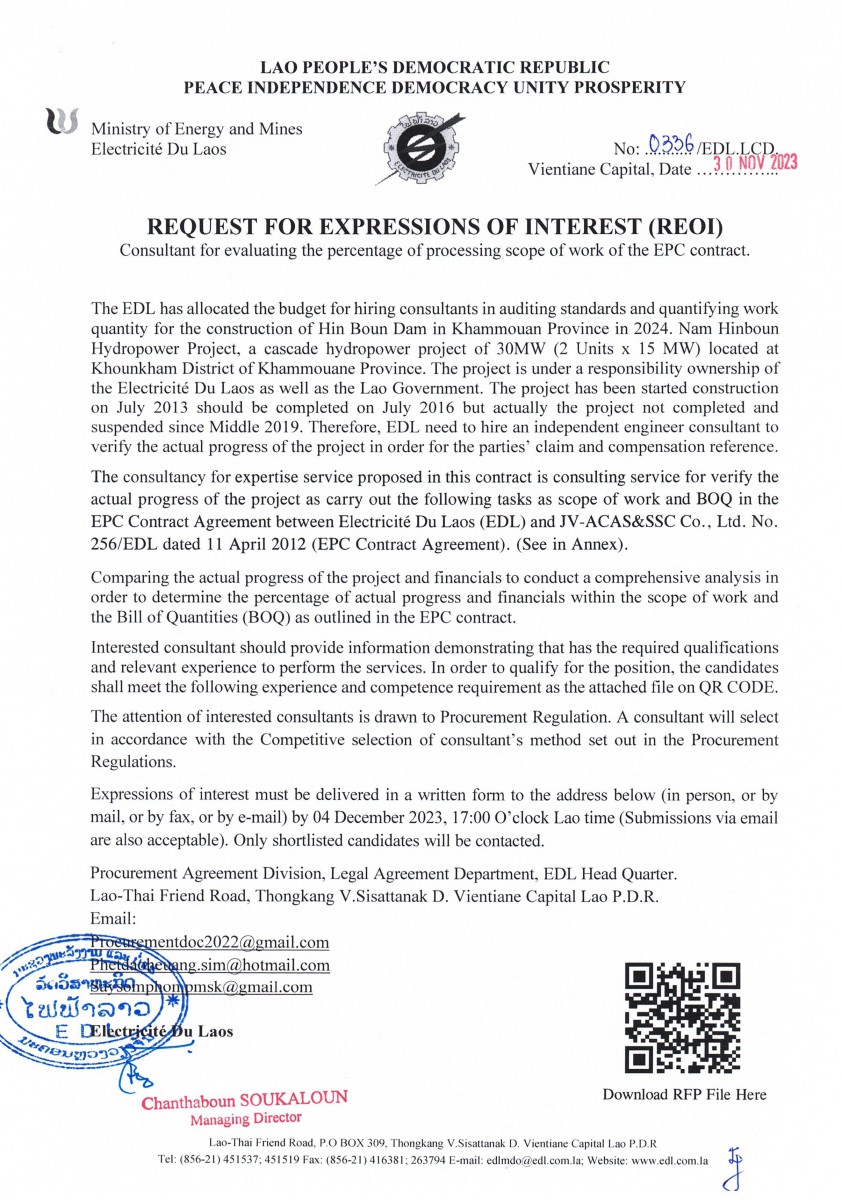 LAO PEOPLE'S DEMOCRATIC REPUBLIC
PEACE INDEPENDENCE DEMOCRACY UNITY PROSPERITY
Ministry of Energy and Mines
Electricité Du Laos
ໄຟຟ້າລາວ
ELECTRICITE DU LAOS
No: 0336/EDL.LCD.
Vientiane Capital, Date 30 NOV 2023
REQUEST FOR EXPRESSIONS OF INTEREST (REOI)
Consultant for evaluating the percentage of processing scope of work of the EPC contract.
The EDL has allocated the budget for hiring consultants in auditing standards and quantifying work
quantity for the construction of Hin Boun Dam in Khammouan Province in 2024. Nam Hinboun
Hydropower Project, a cascade hydropower project of 30MW (2 Units x 15 MW) located at
Khounkham District of Khammouane Province. The project is under a responsibility ownership of
the Electricité Du Laos as well as the Lao Government. The project has been started construction
on July 2013 should be completed on July 2016 but actually the project not completed and
suspended since Middle 2019. Therefore, EDL need to hire an independent engineer consultant to
verify the actual progress of the project in order for the parties' claim and compensation reference.
The consultancy for expertise service proposed in this contract is consulting service for verify the
actual progress of the project as carry out the following tasks as scope of work and BOQ in the
EPC Contract Agreement between Electricité Du Laos (EDL) and JV-ACAS&SSC Co., Ltd. No.
256/EDL dated 11 April 2012 (EPC Contract Agreement). (See in Annex).
Comparing the actual progress of the project and financials to conduct a comprehensive analysis in
order to determine the percentage of actual progress and financials within the scope of work and
the Bill of Quantities (BOQ) as outlined in the EPC contract.
Interested consultant should provide information demonstrating that has the required qualifications
and relevant experience to perform the services. In order to qualify for the position, the candidates
shall meet the following experience and competence requirement as the attached file on QR CODE.
The attention of interested consultants is drawn to Procurement Regulation. A consultant will select
in accordance with the Competitive selection of consultant's method set out in the Procurement
Regulations.
Expressions of interest must be delivered in a written form to the address below (in person, or by
mail, or by fax, or by e-mail) by 04 December 2023, 17:00 O'clock Lao time (Submissions via email
are also acceptable). Only shortlisted candidates will be contacted.
Procurement Agreement Division, Legal Agreement Department, EDL Head Quarter.
Lao-Thai Friend Road, Thongkang V.Sisattanak D. Vientiane Capital Lao P.D.R.
Email:
Procurementdoc2022@gmail.com
Phetdacheuang.sim@hotmail.com
Saysomphon.pmsk@gmail.com
ໄຟຟ້າລາວ
E D L
Electricité Du Laos
Chanthaboun SOUKALOUN
Managing Director
Download RFP File Here
Lao-Thai Friend Road, P.O BOX 309, Thongkang V.Sisattanak D. Vientiane Capital Lao P.D.R
Tel: (856-21) 451537; 451519 Fax: (856-21) 416381; 263794 E-mail: edlmdo@edl.com.la; Website: www.edl.com.la